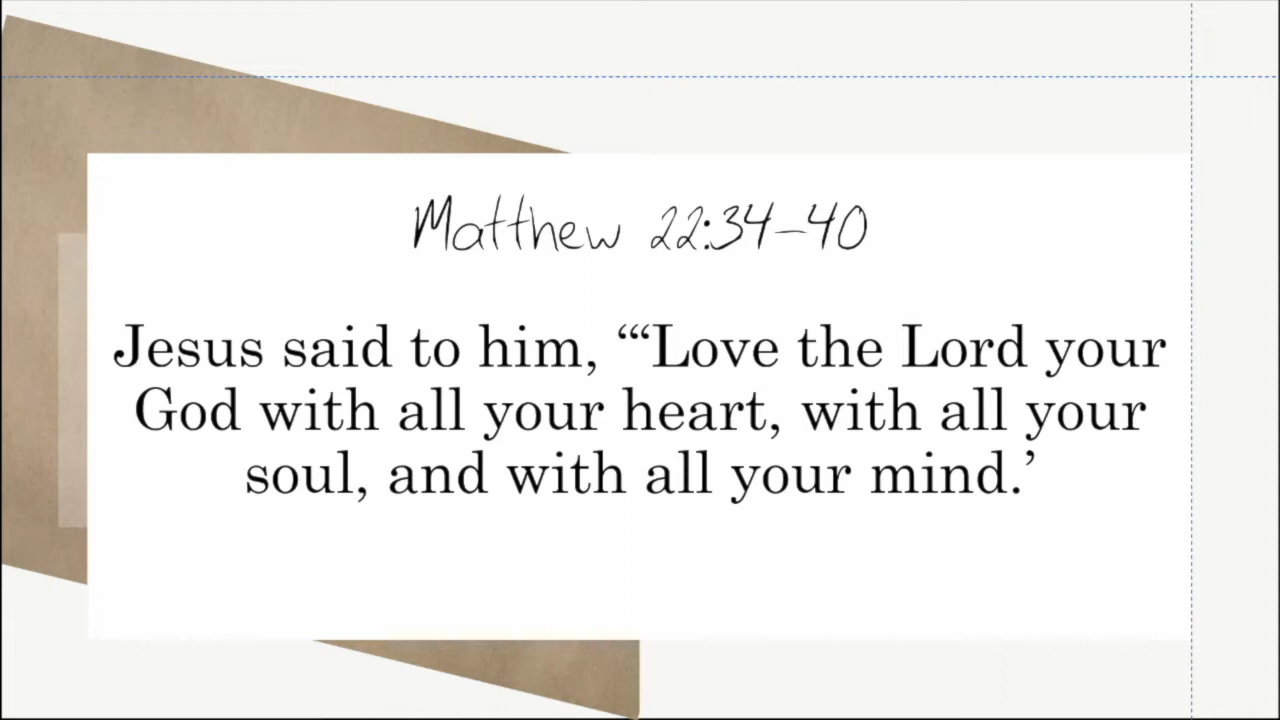 Matthew 22:34–40
Jesus said to him, “‘Love the Lord your
God with all your heart, with all your
soul, and with all your mind.’